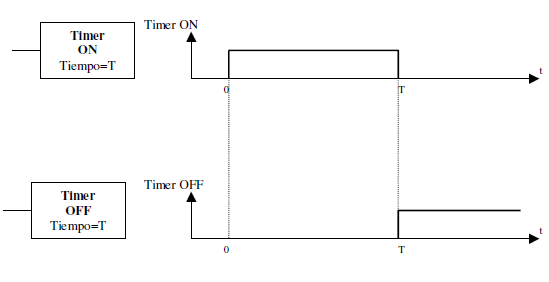 Timer ON
Timer
ON
Tiempo=T
t
0
T
Timer OFF
Timer
OFF
Tiempo=T
t
0
T